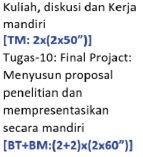 Kuliah, diskusi dan Kerja
mandiri
[TM: 2x(2x50”)]
Tugas-10: Final Projact:
Menyusun proposal
penelitian dan
mempresentasikan
secara mandiri
[BT+BM:(2+2)x(2x60”)]